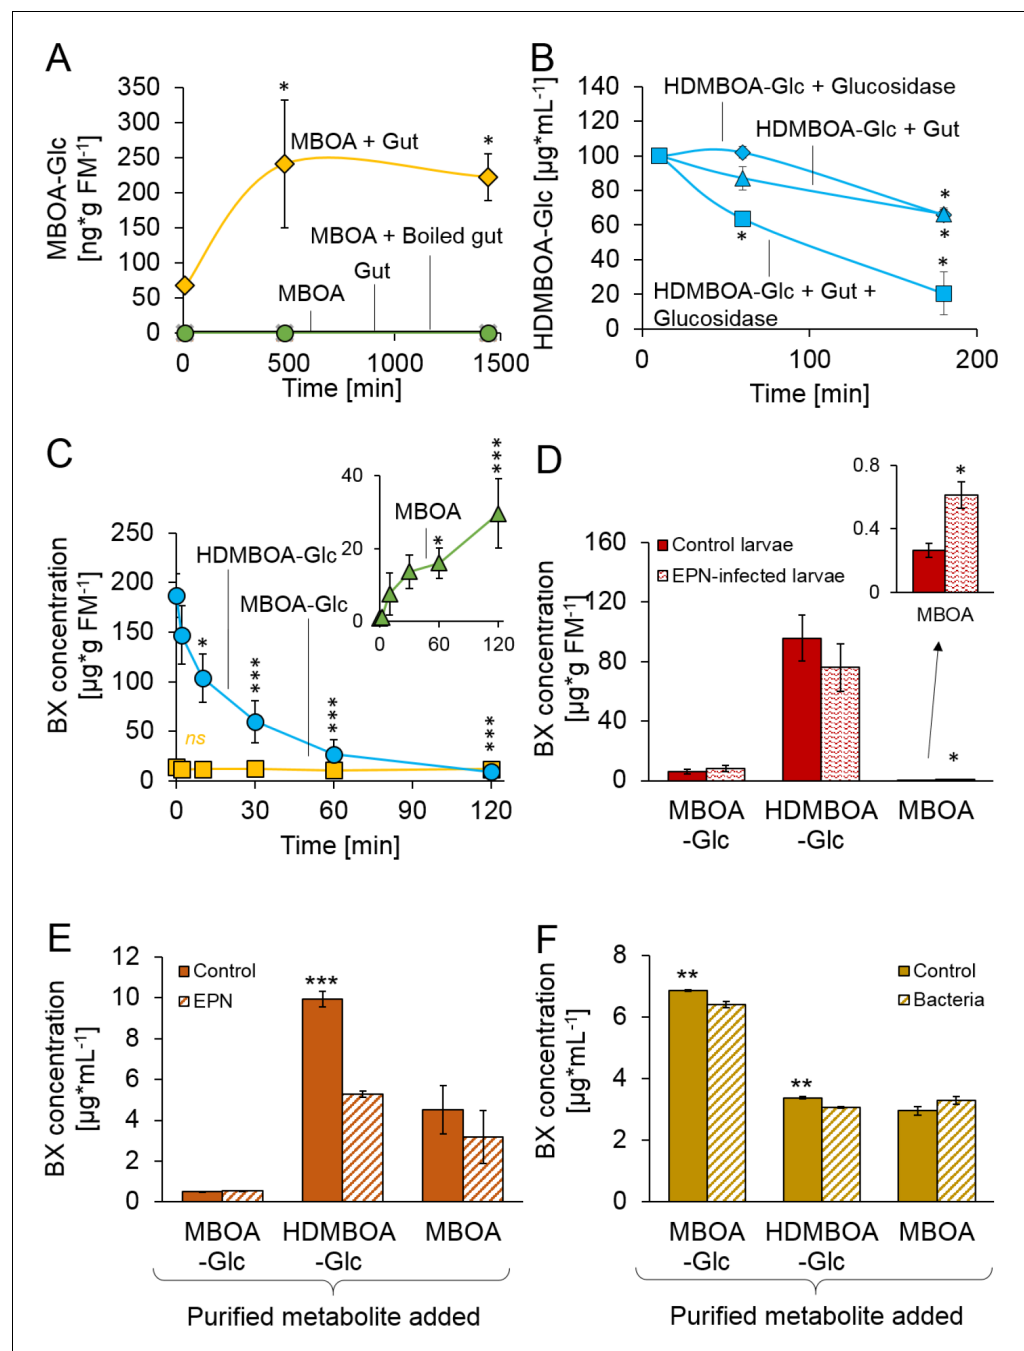 A
MBOA-Glc
[ng*g FM-1]
350
300
250
200
150
100
50
0
*
*
MBOA + Gut
MBOA + Boiled gut
Gut
MBOA
0
500
1000
1500
Time [min]
B
HDMBOA-Glc [µg*mL-1]
140
120
100
80
60
40
20
0
HDMBOA-Glc + Glucosidase
HDMBOA-Glc + Gut
*
*
*
*
HDMBOA-Glc + Gut +
Glucosidase
0
100
200
Time [min]
C
BX concentration
[µg*g FM-1]
250
200
150
100
50
0
HDMBOA-Glc
MBOA-Glc
*
***
***
***
ns
0
30
60
90
120
Time [min]
40
20
0
MBOA
*
***
0
60
120
D
BX concentration
[µg*g FM-1]
160
120
80
40
0
Control larvae
EPN-infected larvae
*
MBOA
-Glc
HDMBOA
-Glc
MBOA
0.8
0.4
0
*
MBOA
E
BX concentration
[µg*mL-1]
12
10
8
6
4
2
0
Control
EPN
***
MBOA
-Glc
HDMBOA
-Glc
MBOA
Purified metabolite added
F
BX concentration
[µg*mL-1]
8
6
4
2
0
**
**
Control
Bacteria
MBOA
-Glc
HDMBOA
-Glc
MBOA
Purified metabolite added